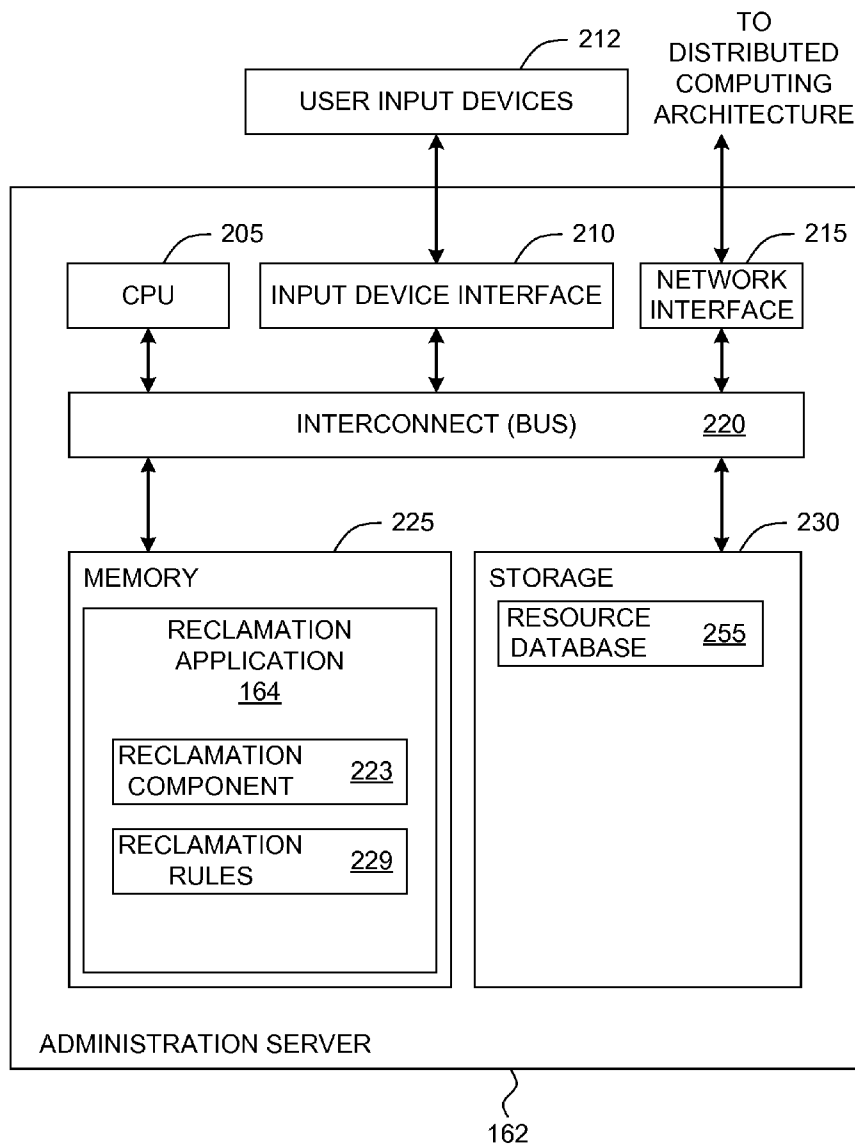 212
TO
DISTRIBUTED
COMPUTING
ARCHITECTURE
USER INPUT DEVICES
205
210
215
CPU
INPUT DEVICE INTERFACE
NETWORK
INTERFACE
INTERCONNECT (BUS) 220
225
230
MEMORY
RECLAMATION
APPLICATION
164
RECLAMATION
COMPONENT 223
RECLAMATION
RULES 229
STORAGE
RESOURCE
DATABASE 255
ADMINISTRATION SERVER
162